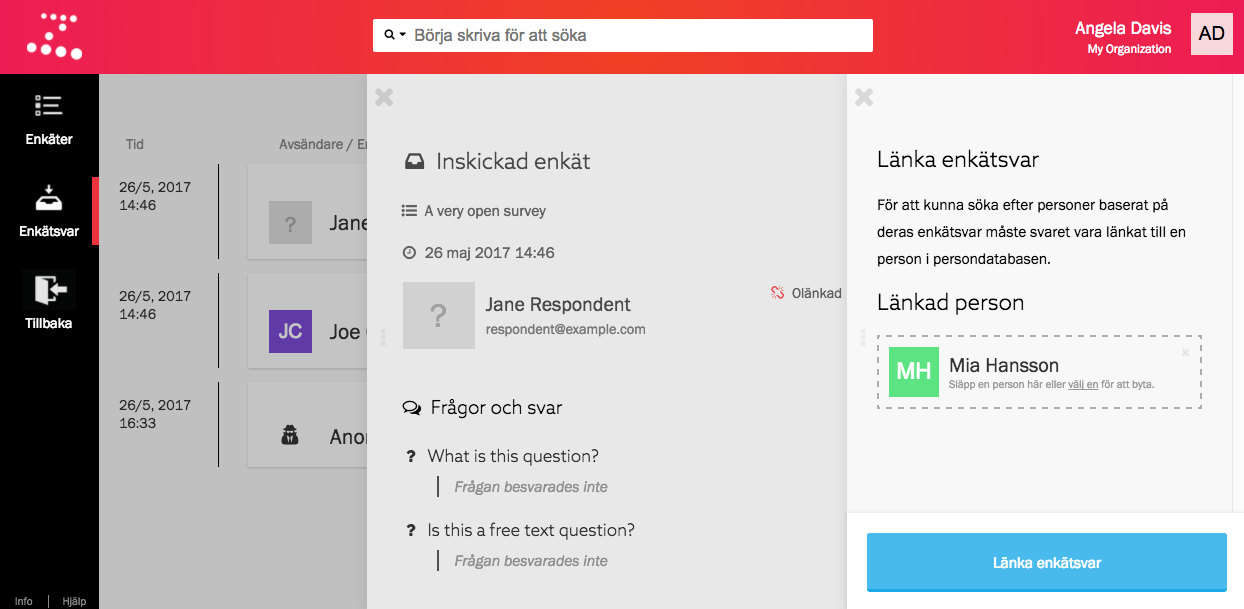 Börja skriva för att söka
Angela Davis
My Organization
AD
Enkäter
Enkätsvar
Tillbaka
Info
Hjälp
Tid
Avsändare / E
26/5, 2017
14:46
?
Jane
26/5, 2017
14:46
JC
Joe
26/5, 2017
16:33
Anon
Inskickad enkät
A very open survey
26 maj 2017 14:46
?
Jane Respondent
respondent@example.com
Olänkad
Frågor och svar
? What is this question?
Frågan besvarades inte
? Is this a free text question?
Frågan besvarades inte
Länka enkätsvar
För att kunna söka efter personer baserat på
deras enkätsvar måste svaret vara länkat till en
person i persondatabasen.
Länkad person
MH
Mia Hansson
Släpp en person här eller välj en för att byta.
Länka enkätsvar